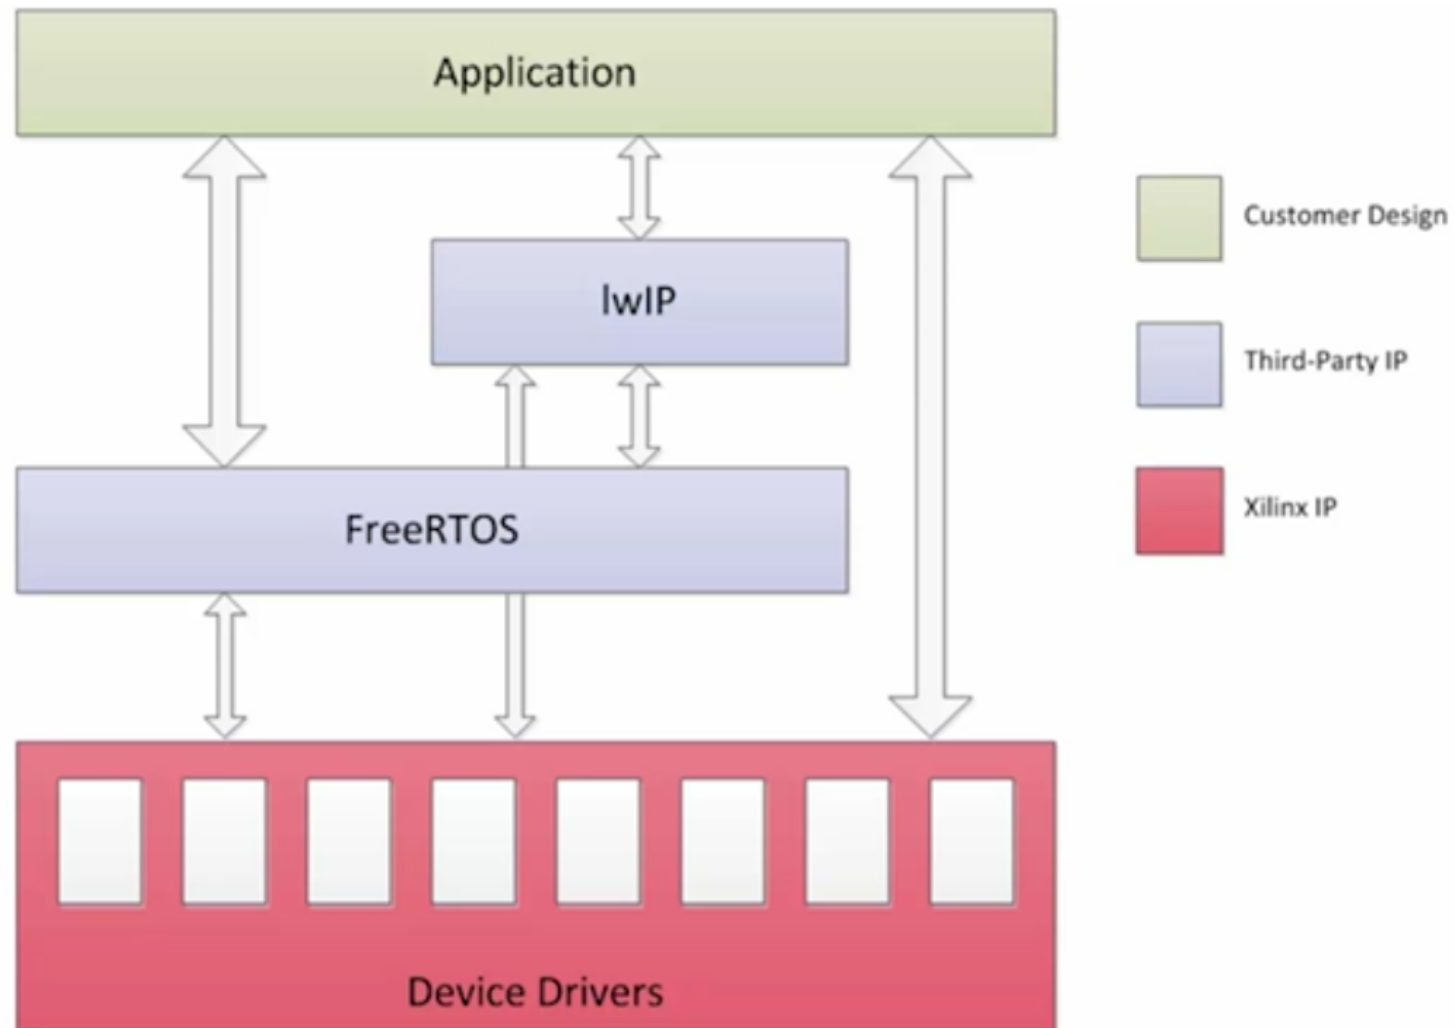 Application
lwIP
FreeRTOS
Device Drivers
Customer Design
Third-Party IP
Xilinx IP